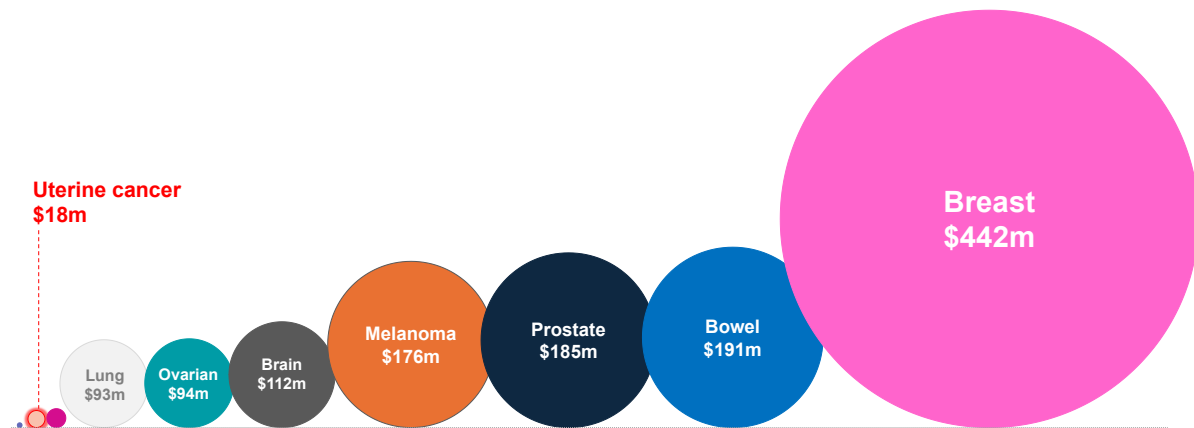 Uterine cancer
$18m
Lung
$93m
Ovarian
$94m
Brain
$112m
Melanoma
$176m
Prostate
$185m
Bowel
$191m
Breast
$442m